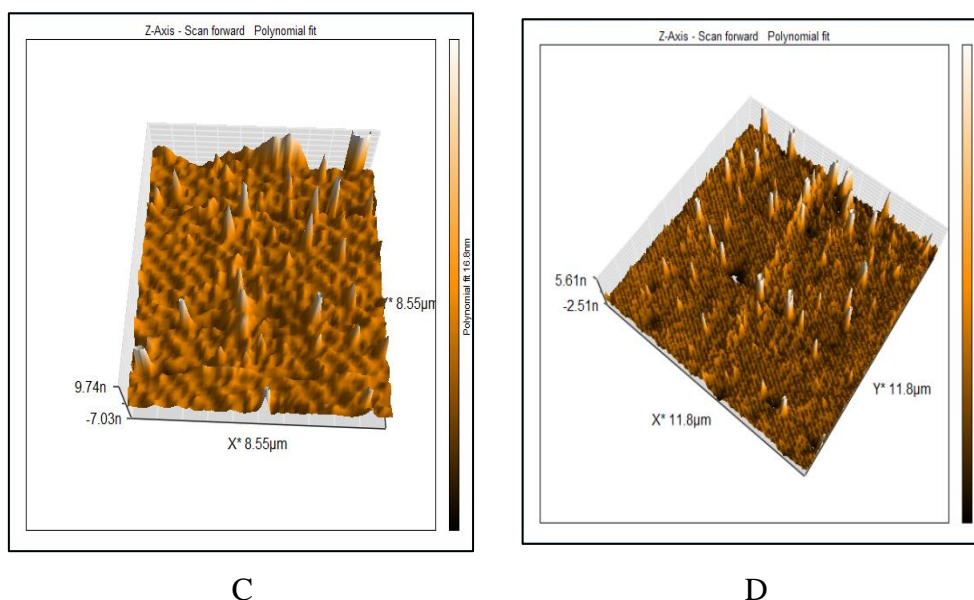 Z-Axis - Scan forward Polynomial fit
9.74n
-7.03n
X* 8.55µm
Y* 8.55µm
Polynomial fit 16.8nm
C
Z-Axis - Scan forward Polynomial fit
5.61n
-2.51n
X* 11.8µm
Y* 11.8µm
D